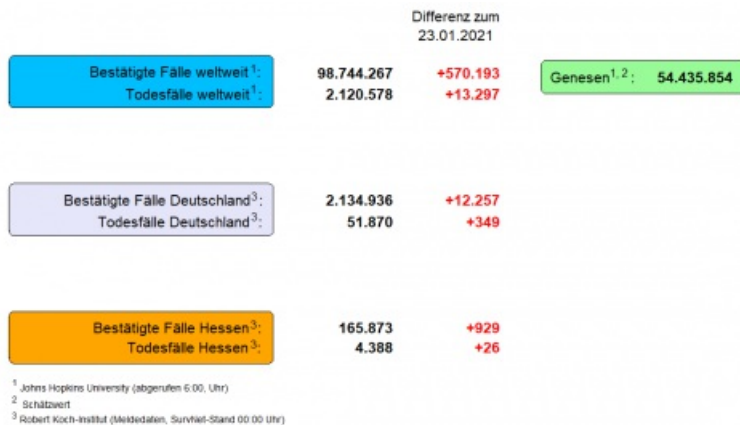 Differenz zum
23.01.2021
Bestätigte Fälle weltweit1: 98.744.267 +570.193 Genesen1, 2: 54.435.854
Todesfälle weltweit1: 2.120.578 +13.297
Bestätigte Fälle Deutschland3: 2.134.936 +12.257
Todesfälle Deutschland3: 51.870 +349
Bestätigte Fälle Hessen3: 165.873 +929
Todesfälle Hessen3: 4.388 +26
1 Johns Hopkins University (abgerufen 6:00, Uhr)
2 Schätzwert
3 Robert Koch-Institut (Meldedaten, SurvNet-Stand 00:00 Uhr)